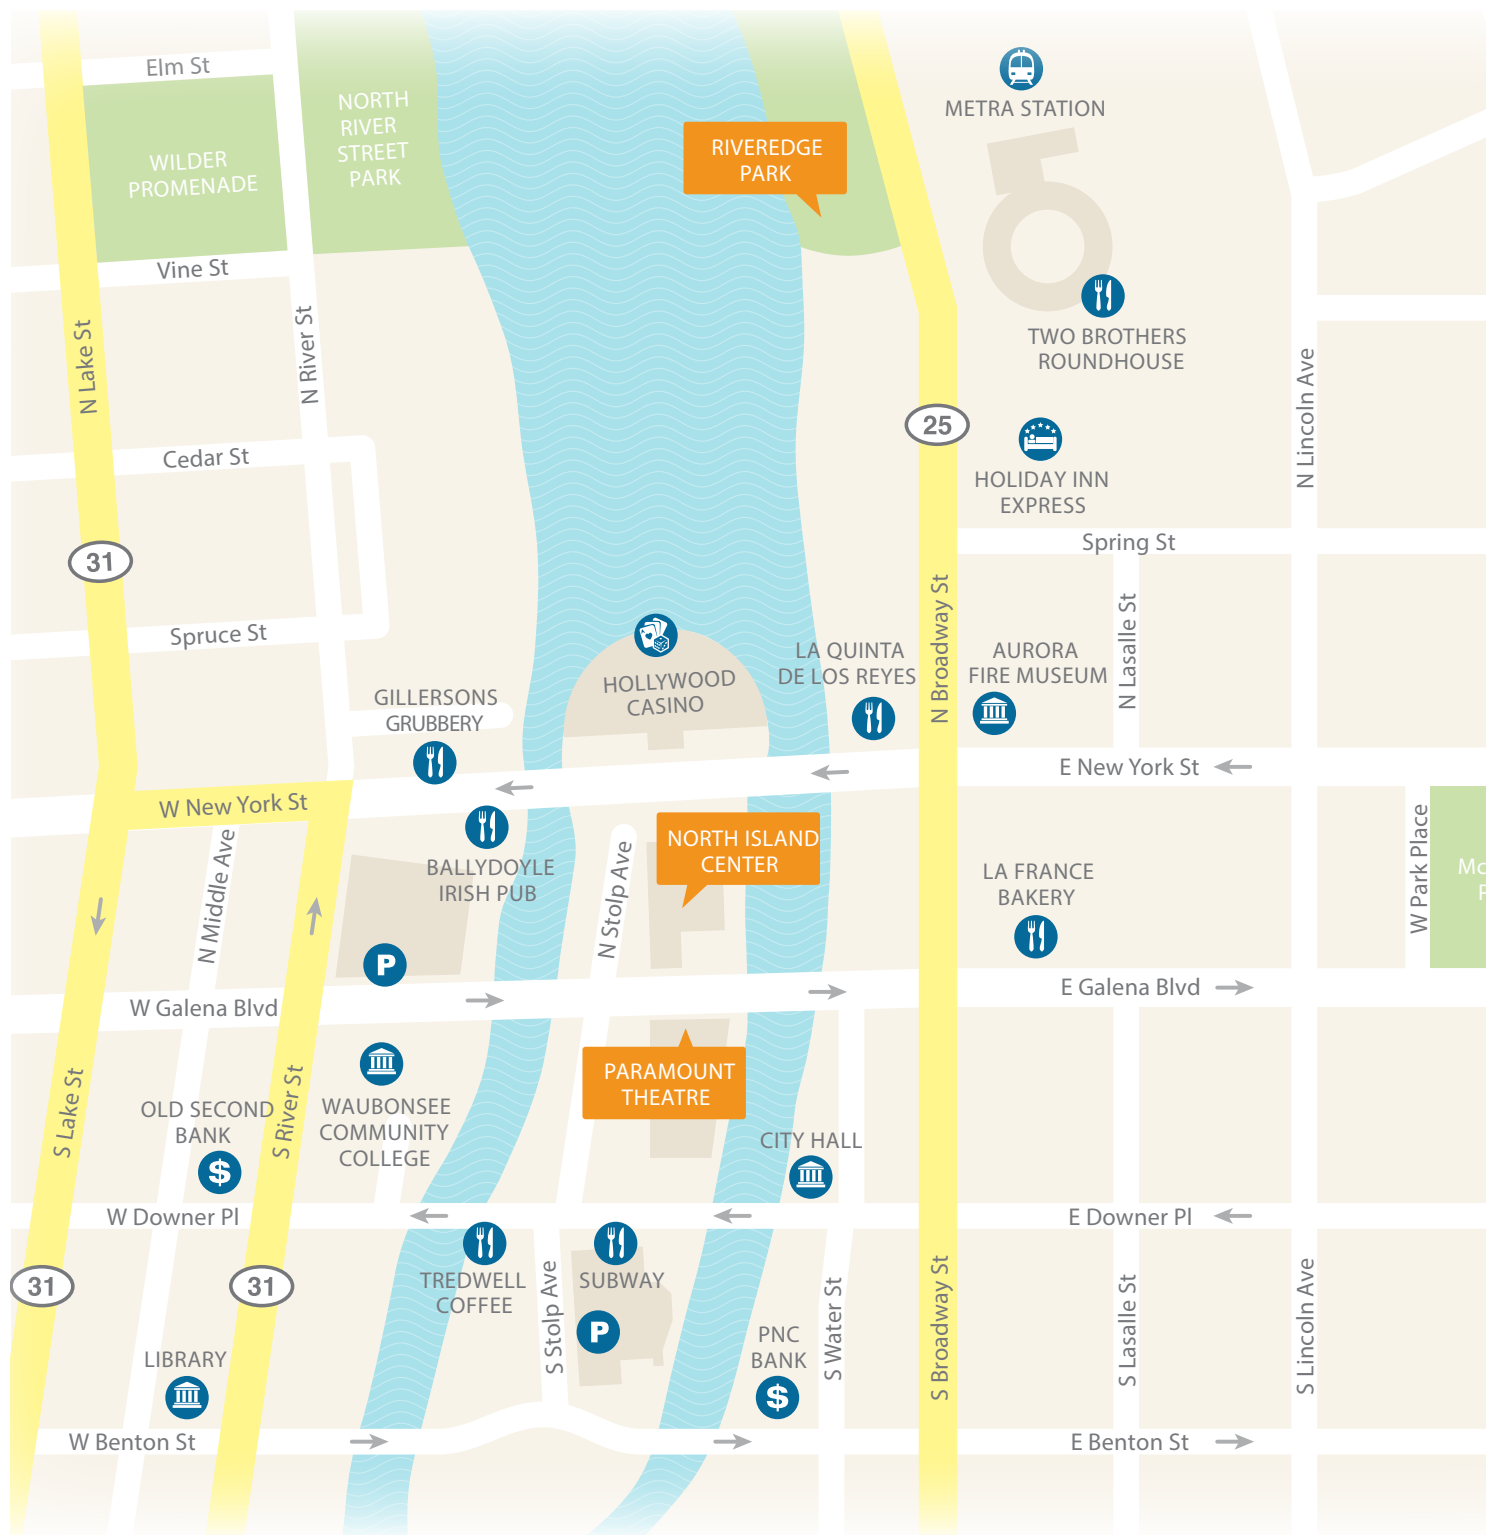 Elm St
METRA STATION
NORTH
RIVER
STREET
PARK
RIVEREDGE
PARK
WILDER
PROMENADE
Vine St
N Lake St
N River St
TWO BROTHERS
ROUNDHOUSE
N Lincoln Ave
25
Cedar St
HOLIDAY INN
EXPRESS
Spring St
31
N Broadway St
N Lasalle St
Spruce St
LA QUINTA
DE LOS REYES
AURORA
FIRE MUSEUM
HOLLYWOOD
CASINO
GILLERSONS
GRUBBERY
E New York St
W New York St
NORTH ISLAND
CENTER
BALLYDOYLE
IRISH PUB
N Middle Ave
N Stolp Ave
LA FRANCE
BAKERY
W Park Place
Mc
P
W Galena Blvd
E Galena Blvd
PARAMOUNT
THEATRE
S Lake St
S River St
OLD SECOND
BANK
$
WAUBONSEE
COMMUNITY
COLLEGE
CITY HALL
W Downer Pl
E Downer Pl
31
31
TREDWELL
COFFEE
S Stolp Ave
SUBWAY
P
S Water St
S Broadway St
S Lasalle St
S Lincoln Ave
PNC
BANK
$
LIBRARY
W Benton St
E Benton St